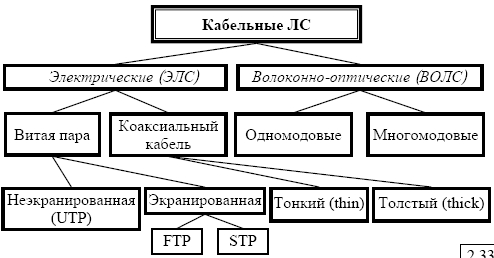 Кабельные ЛС
Электрические (ЭЛС)
Волоконно-оптические (ВОЛС)
Витая пара
Коаксиальный
кабель
Одномодовые
Многомодовые
Неэкранированная
(UTP)
Экранированная
Тонкий (thin)
Толстый (thick)
FTP
STP
2.33